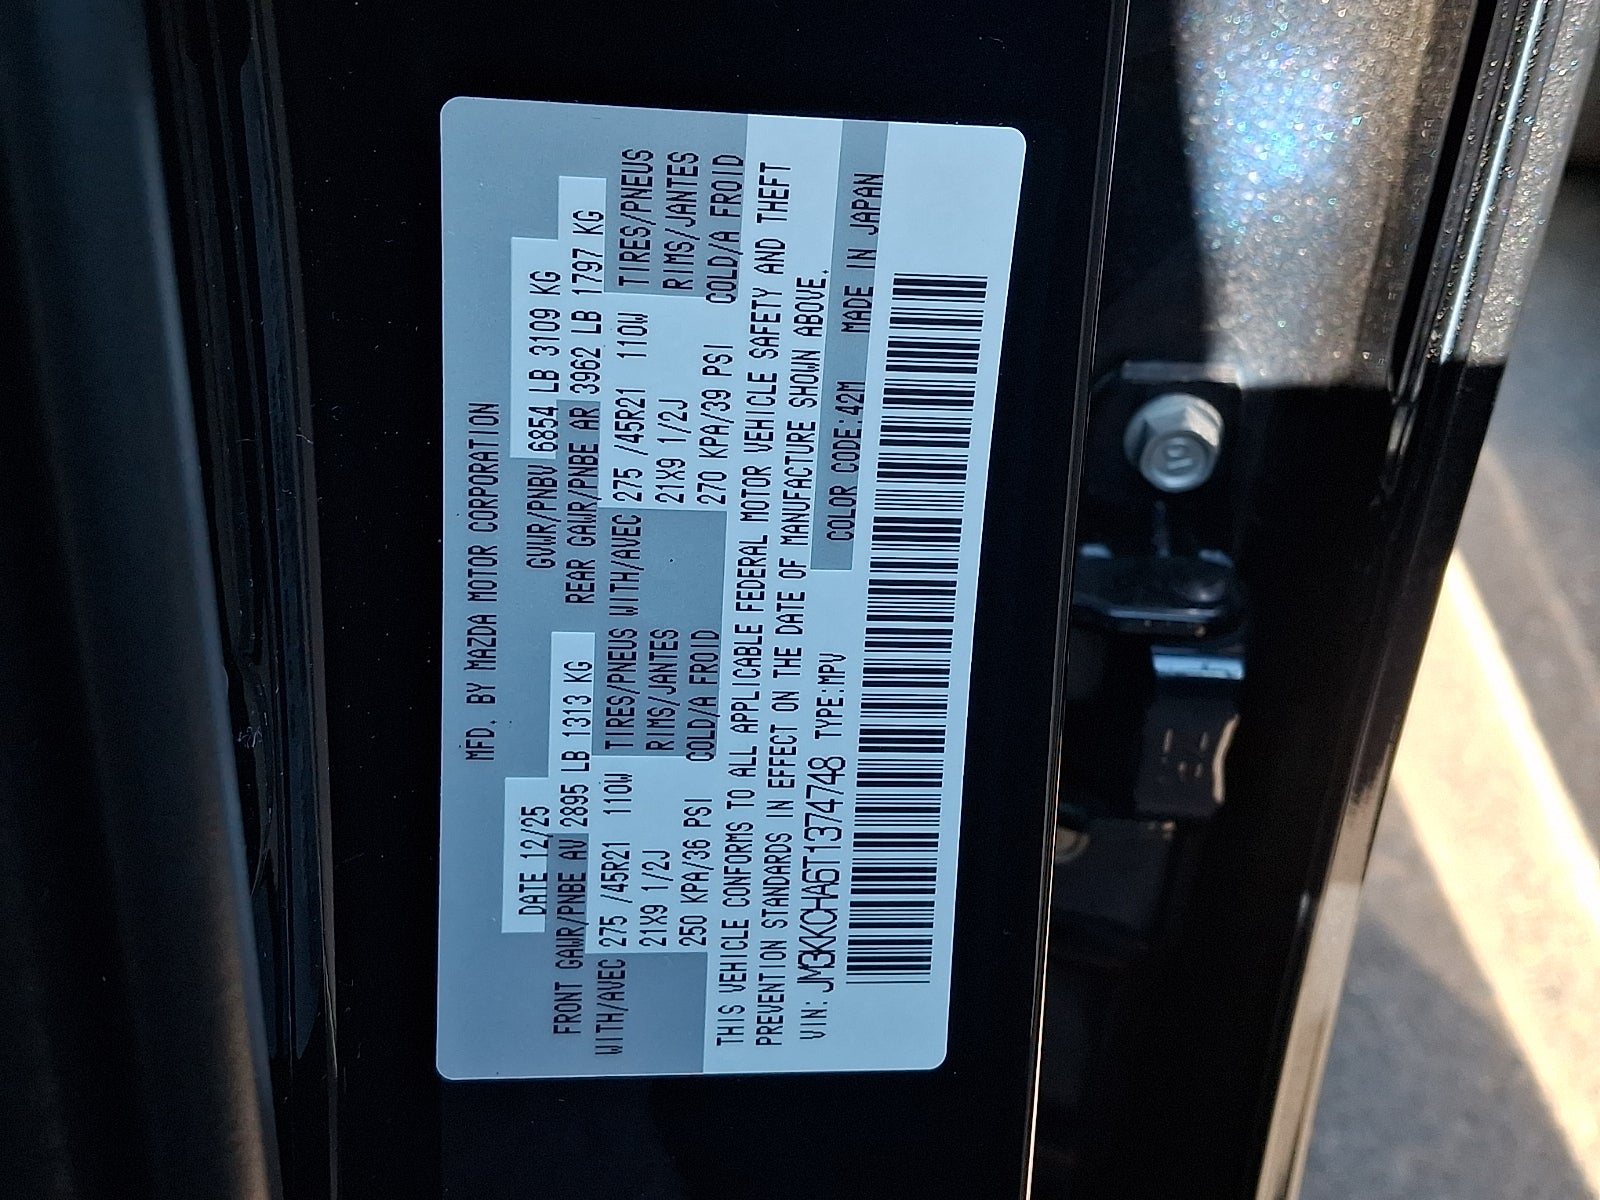 MFD. BY MAZDA MOTOR CORPORATION
DATE 12/25 GVWR/PNBV 6854 LB 3109 KG
FRONT GAWR/PNBE AV 2895 LB 1313 KG REAR GAWR/PNBE AR 3962 LB 1797 KG
WITH/AVEC 275 /45R21 110W TIRES/PNEUS WITH/AVEC 275 /45R21 110W TIRES/PNEUS
21X9 1/2J RIMS/JANTES 21X9 1/2J RIMS/JANTES
250 KPA/36 PSI COLD/A FROID 270 KPA/39 PSI COLD/A FROID
THIS VEHICLE CONFORMS TO ALL APPLICABLE FEDERAL MOTOR VEHICLE SAFETY AND THEFT
PREVENTION STANDARDS IN EFFECT ON THE DATE OF MANUFACTURE SHOWN ABOVE.
VIN: JM3KKCHA6T1374748 TYPE:MPV COLOR CODE:42M MADE IN JAPAN